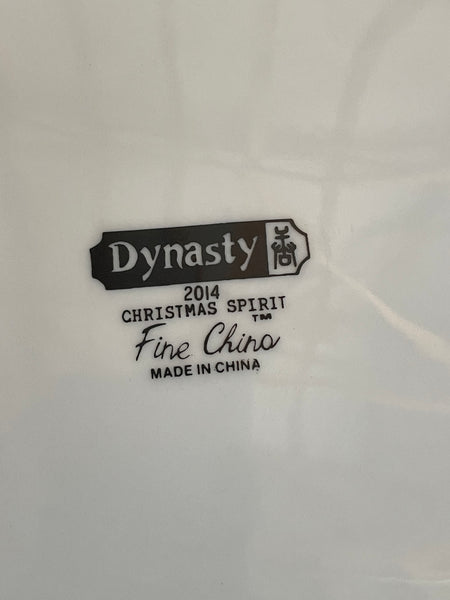 Dynasty
2014
CHRISTMAS SPIRIT
TM
Fine China
MADE IN CHINA